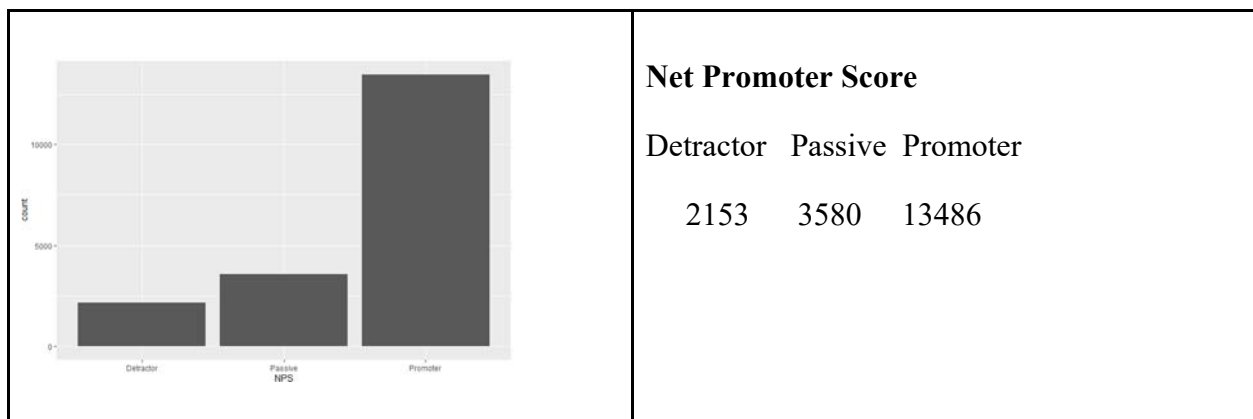 10000
5000
0
count
Detractor Passive Promoter
NPS
Net Promoter Score
Detractor Passive Promoter
2153 3580 13486